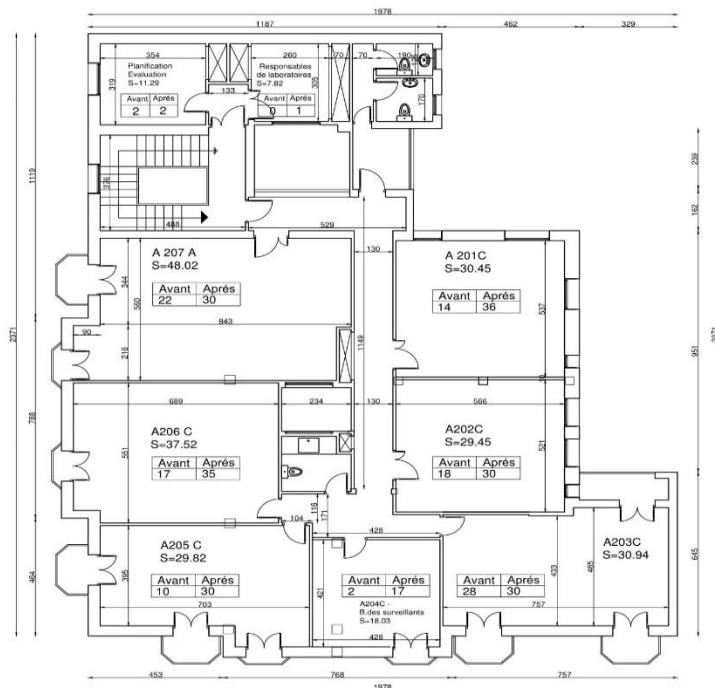 1978
1187
462
329
354
Planification
Evaluation
S=11.29
319
Avant Aprés
2 2
133
260
Responsables
de laboratoires
S=7.82
305
Avant Aprés
0 1
70
70
190
170
376
488
529
130
239
162
1119
2371
A 207 A
S=48.02
344
560
Avant Aprés
22 30
843
90
216
A 201C
S=30.45
Avant Aprés
14 36
537
1149
951
689
234
130
566
788
A206 C
S=37.52
551
Avant Aprés
17 35
A202C
S=29.45
521
Avant Aprés
18 30
116
171
104
428
A205 C
S=29.82
395
Avant Aprés
10 30
703
464
421
Avant Aprés
2 17
A204C -
B.des surveillants
S=18.03
428
433
465
A203C
S=30.94
Avant Aprés
28 30
757
645
453
768
757
1978